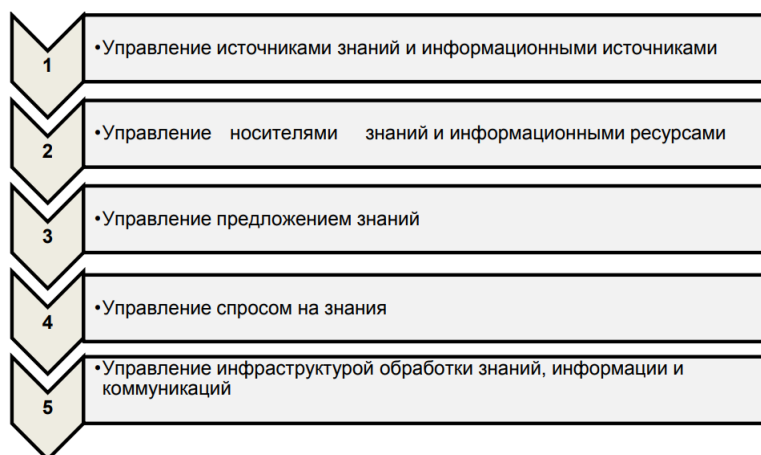 1
•Управление источниками знаний и информационными источниками
2
•Управление носителями знаний и информационными ресурсами
3
•Управление предложением знаний
4
•Управление спросом на знания
5
•Управление инфраструктурой обработки знаний, информации и
коммуникаций